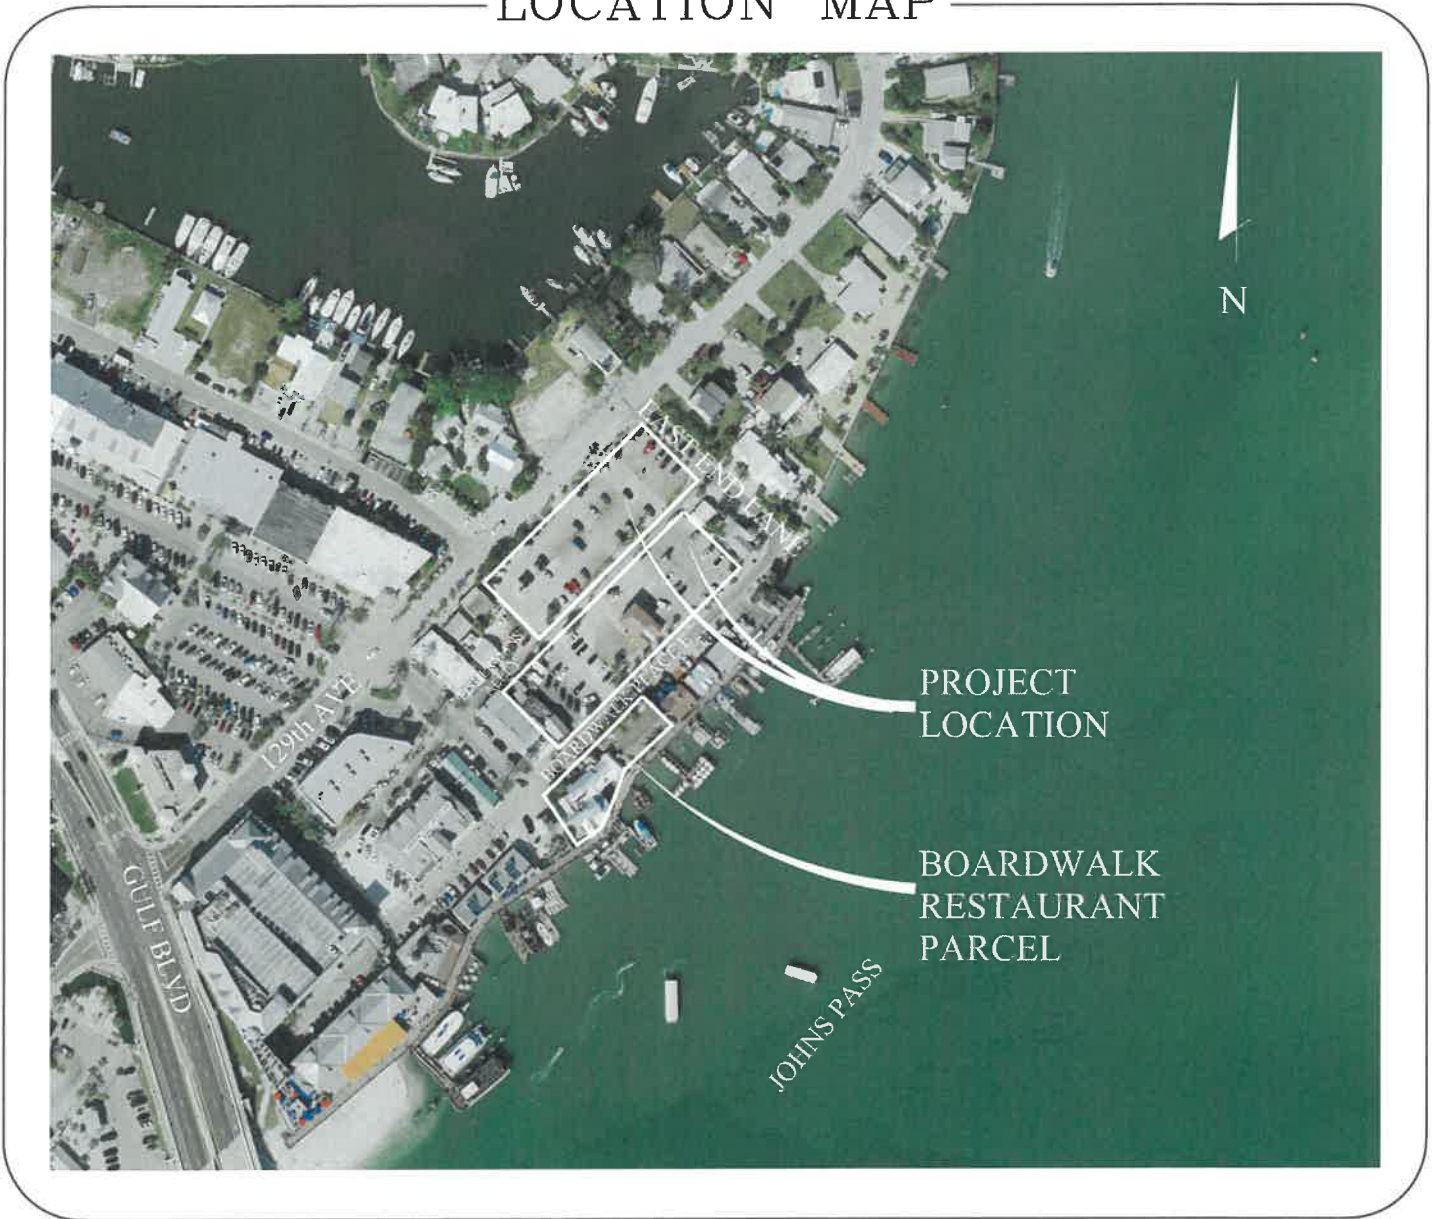 LOCATION MAP
N
EAST END LANE
PROJECT
LOCATION
BOARDWALK PLACE
129th AVE
BOARDWALK
RESTAURANT
PARCEL
GULF BLVD
JOHNS PASS